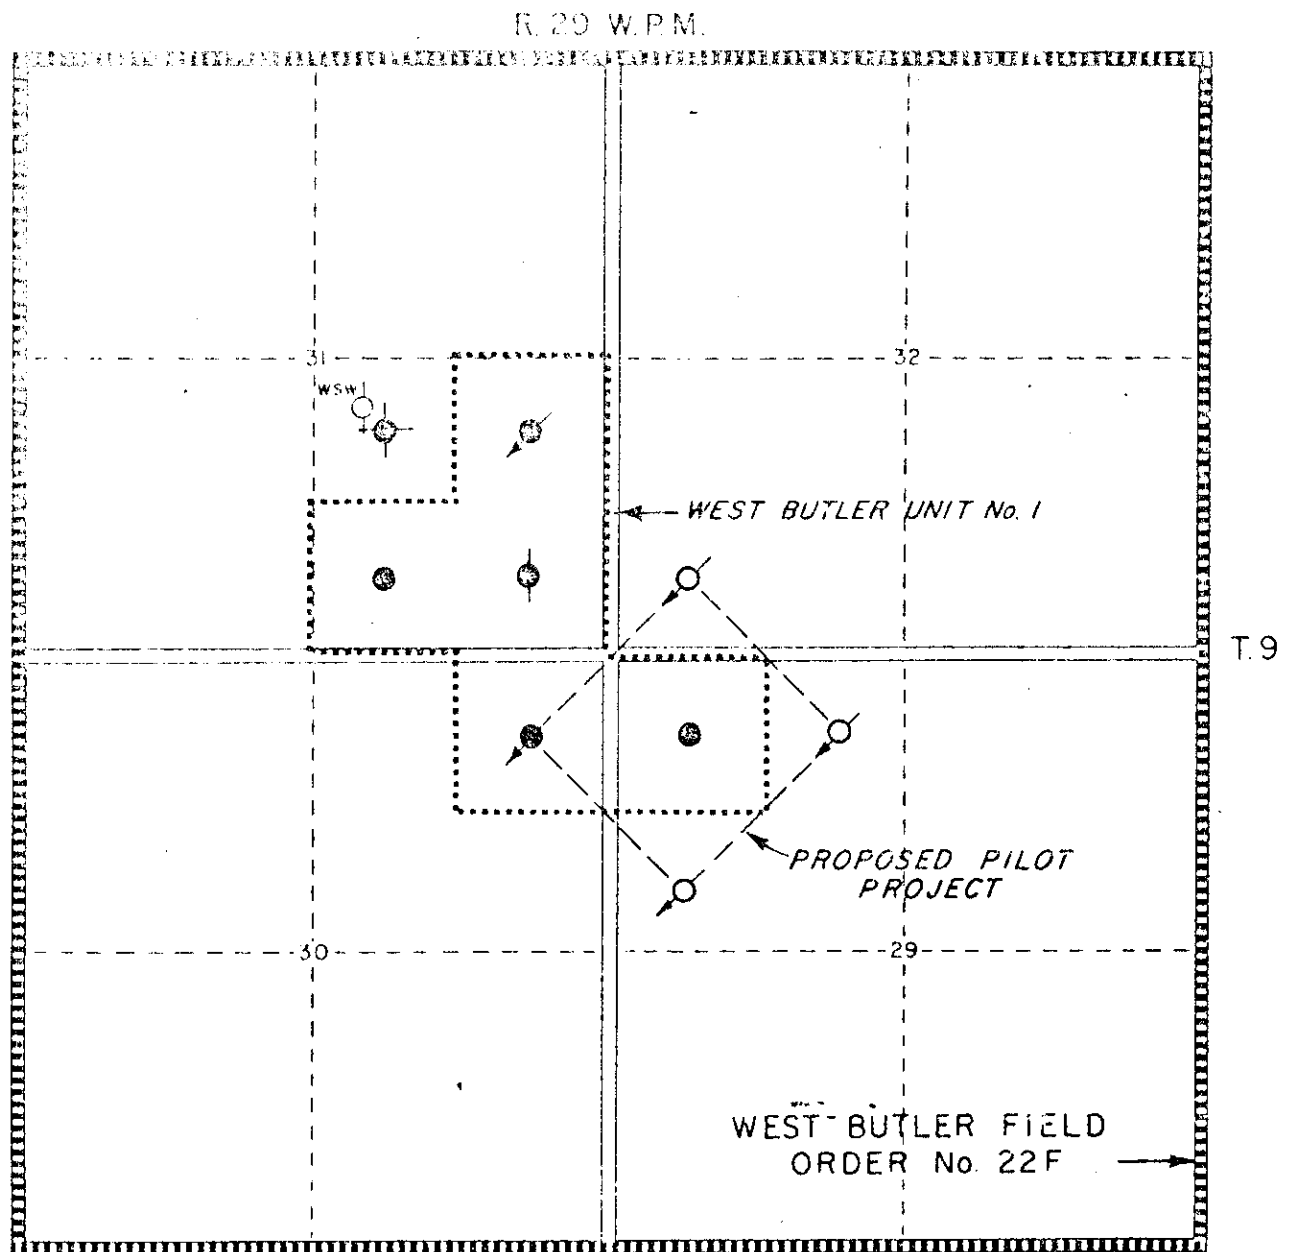 R. 29 W.P.M.
31
32
WSW
WEST BUTLER UNIT No. 1
T. 9
PROPOSED PILOT
PROJECT
30
29
WEST BUTLER FIELD
ORDER No. 22F